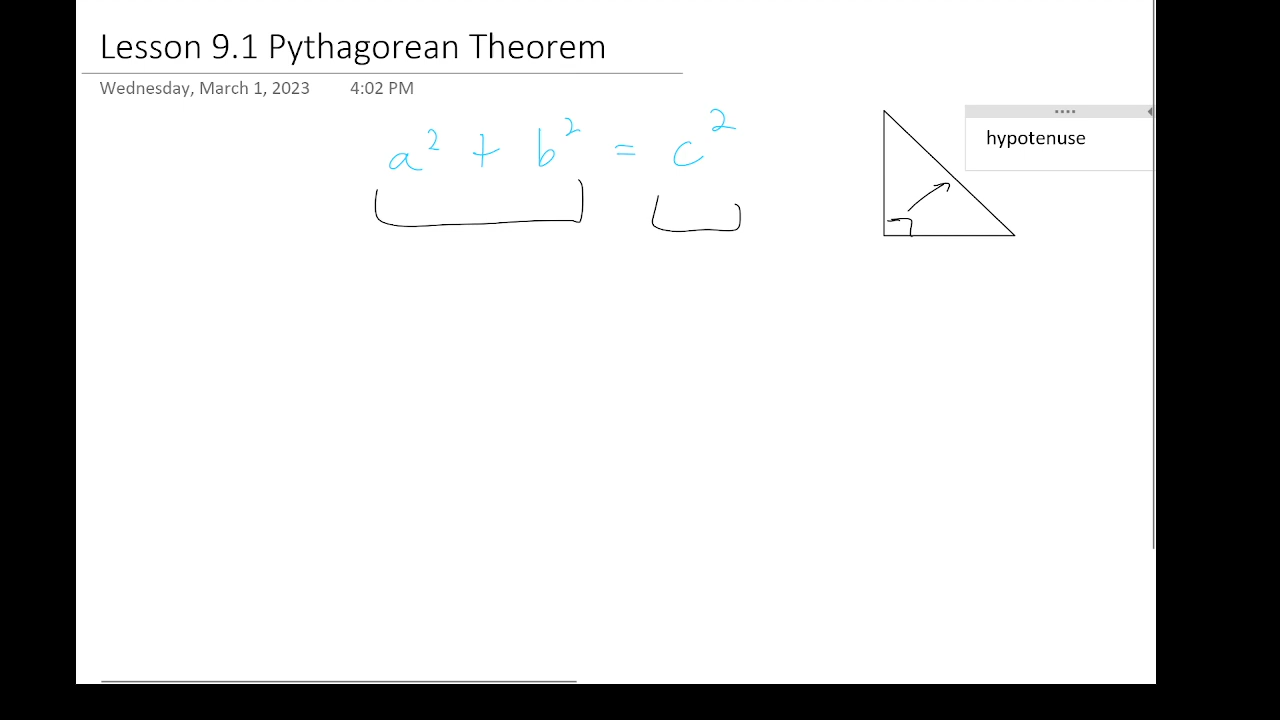 Lesson 9.1 Pythagorean Theorem
Wednesday, March 1, 2023 4:02 PM
a² + b² = c²
hypotenuse